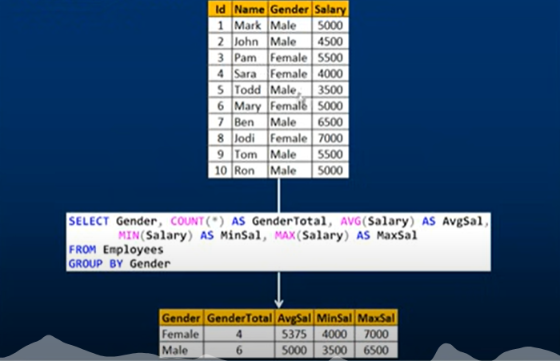 Id Name Gender Salary
1 Mark Male 5000
2 John Male 4500
3 Pam Female 5500
4 Sara Female 4000
5 Todd Male 3500
6 Mary Female 5000
7 Ben Male 6500
8 Jodi Female 7000
9 Tom Male 5500
10 Ron Male 5000
SELECT Gender, COUNT(*) AS GenderTotal, AVG(Salary) AS AvgSal,
MIN(Salary) AS MinSal, MAX(Salary) AS MaxSal
FROM Employees
GROUP BY Gender
Gender GenderTotal AvgSal MinSal MaxSal
Female 4 5375 4000 7000
Male 6 5000 3500 6500